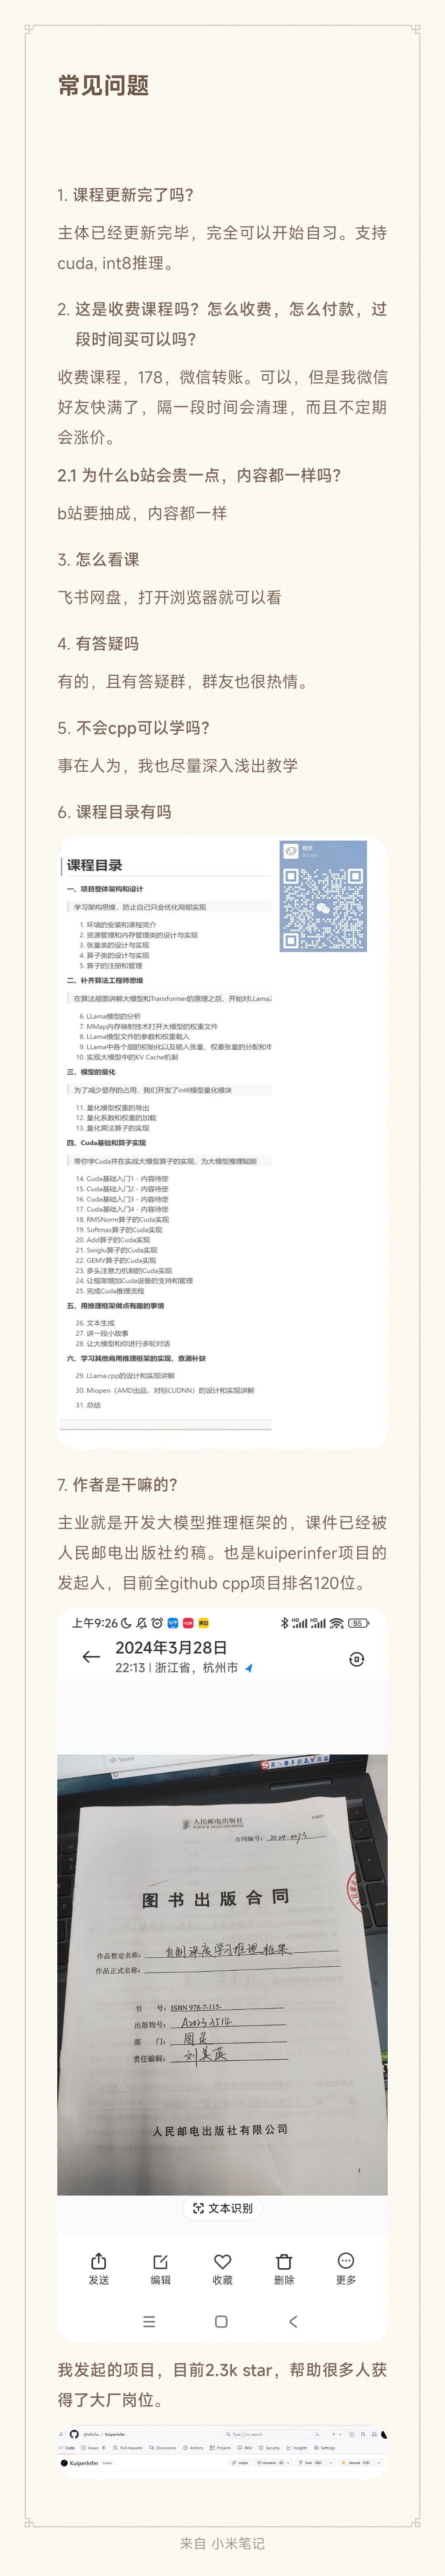 常见问题
1. 课程更新完了吗？
主体已经更新完毕，完全可以开始自习。支持
cuda, int8推理。
2. 这是收费课程吗？怎么收费，怎么付款，过
段时间买可以吗？
收费课程，178，微信转账。可以，但是我微信
好友快满了，隔一段时间会清理，而且不定期
会涨价。
2.1 为什么b站会贵一点，内容都一样吗？
b站要抽成，内容都一样
3. 怎么看课
飞书网盘，打开浏览器就可以看
4. 有答疑吗
有的，且有答疑群，群友也很热情。
5. 不会cpp可以学吗？
事在人为，我也尽量深入浅出教学
6. 课程目录有吗
课程目录
一、项目整体架构和设计
学习架构思维，防止自己只会优化局部实现
1. 环境的安装和课程简介
2. 资源管理和内存管理类的设计与实现
3. 张量类的设计与实现
4. 算子类的设计与实现
5. 算子的注册和管理
二、补齐算法工程师思维
在算法层面讲解大模型和Transformer的原理之后，开始对LLama2
6. LLama模型的分析
7. MMap内存映射技术打开大模型的权重文件
8. LLama模型文件的参数和权重载入
9. LLama中各个层的初始化以及输入张量、权重张量的分配和申
10. 实现大模型中的KV Cache机制
三、模型的量化
为了减少显存的占用，我们开发了int8模型量化模块
11. 量化模型权重的导出
12. 量化系数和权重的加载
13. 量化乘法算子的实现
四、Cuda基础和算子实现
带你学Cuda并在实战大模型算子的实现，为大模型推理赋能
14. Cuda基础入门1 - 内容待定
15. Cuda基础入门2 - 内容待定
16. Cuda基础入门3 - 内容待定
17. Cuda基础入门4 - 内容待定
18. RMSNorm算子的Cuda实现
19. Softmax算子的Cuda实现
20. Add算子的Cuda实现
21. Swiglu算子的Cuda实现
22. GEMV算子的Cuda实现
23. 多头注意力机制的Cuda实现
24. 让框架增加Cuda设备的支持和管理
25. 完成Cuda推理流程
五、用推理框架做点有趣的事情
26. 文本生成
27. 讲一段小故事
28. 让大模型和你进行多轮对话
六、学习其他商用推理框架的实现，查漏补缺
29. LLama.cpp的设计和实现讲解
30. Miopen（AMD出品，对标CUDNN）的设计和实现讲解
31. 总结
7. 作者是干嘛的？
主业就是开发大模型推理框架的，课件已经被
人民邮电出版社约稿。也是kuiperinfer项目的
发起人，目前全github cpp项目排名120位。
上午9:26
55
2024年3月28日
22:13 | 浙江省，杭州市
Source
人民邮电出版社
合同编号：
图书出版合同
作品暂定名称： 自制深度学习推理框架
作品正式名称：
书 号： ISBN 978-7-115-
出版物号： A20233514
部 门： 图灵
责任编辑： 刘美英
人民邮电出版社有限公司
文本识别
发送 编辑 收藏 删除 更多
我发起的项目，目前2.3k star，帮助很多人获
得了大厂岗位。
KuiperInfer
Code Issues Pull requests Discussions Actions Projects Wiki Security Insights Settings
KuiperInfer
来自 小米笔记